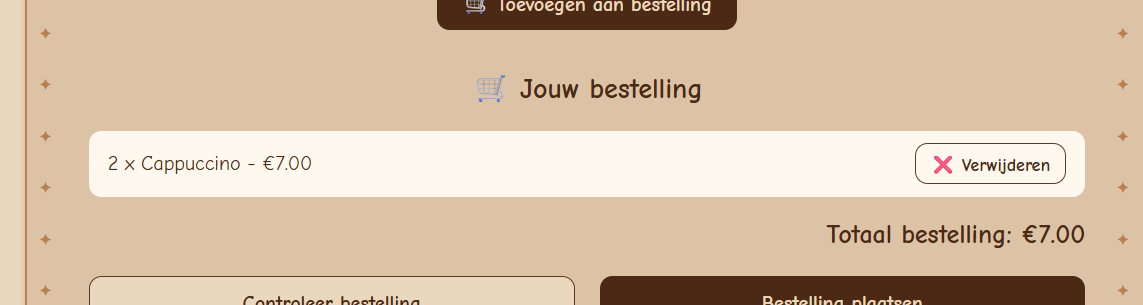 Toevoegen aan bestelling
Jouw bestelling
2 x Cappuccino - €7.00
Verwijderen
Totaal bestelling: €7.00
Controleer bestelling
Bestelling plaatsen